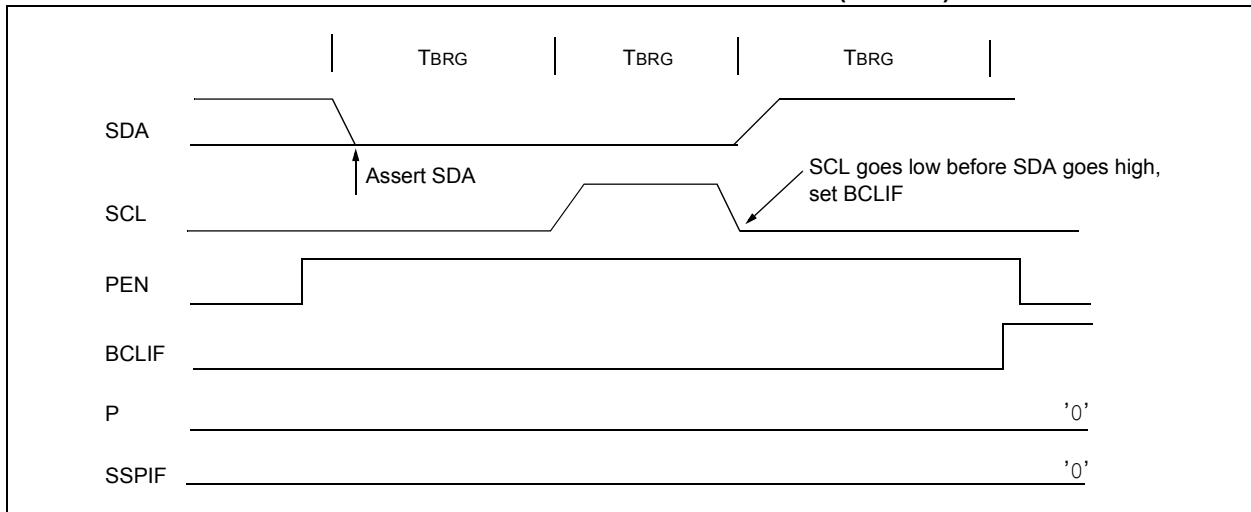 TBRG TBRG TBRG
SDA
Assert SDA
SCL goes low before SDA goes high,
set BCLIF
SCL
PEN
BCLIF
P '0'
SSPIF '0'